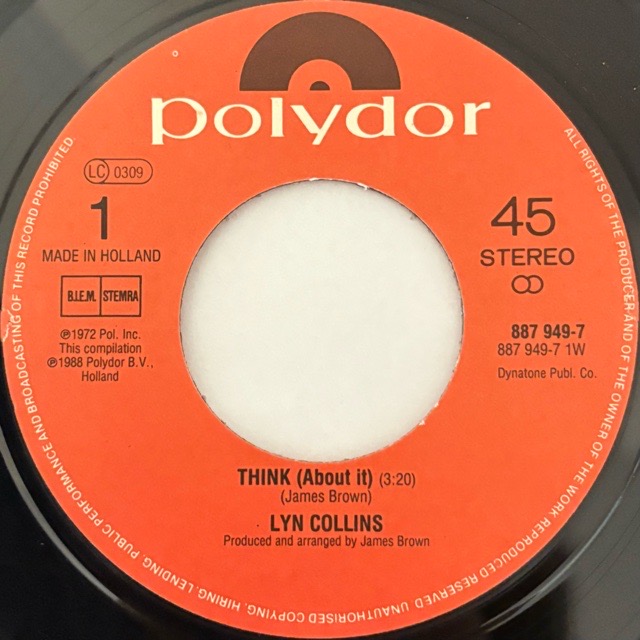 polydor
LC 0309
1
MADE IN HOLLAND
B.I.E.M. STEMRA
℗1972 Pol. Inc.
This compilation
℗1988 Polydor B.V.,
Holland
45
STEREO
887 949-7
887 949-7 1W
Dynatone Publ. Co.
THINK (About it) (3:20)
(James Brown)
LYN COLLINS
Produced and arranged by James Brown
ALL RIGHTS OF THE PRODUCER AND OF THE OWNER OF THE WORK REPRODUCED RESERVED. UNAUTHORISED COPYING, HIRING, LENDING, PUBLIC PERFORMANCE AND BROADCASTING OF THIS RECORD PROHIBITED.